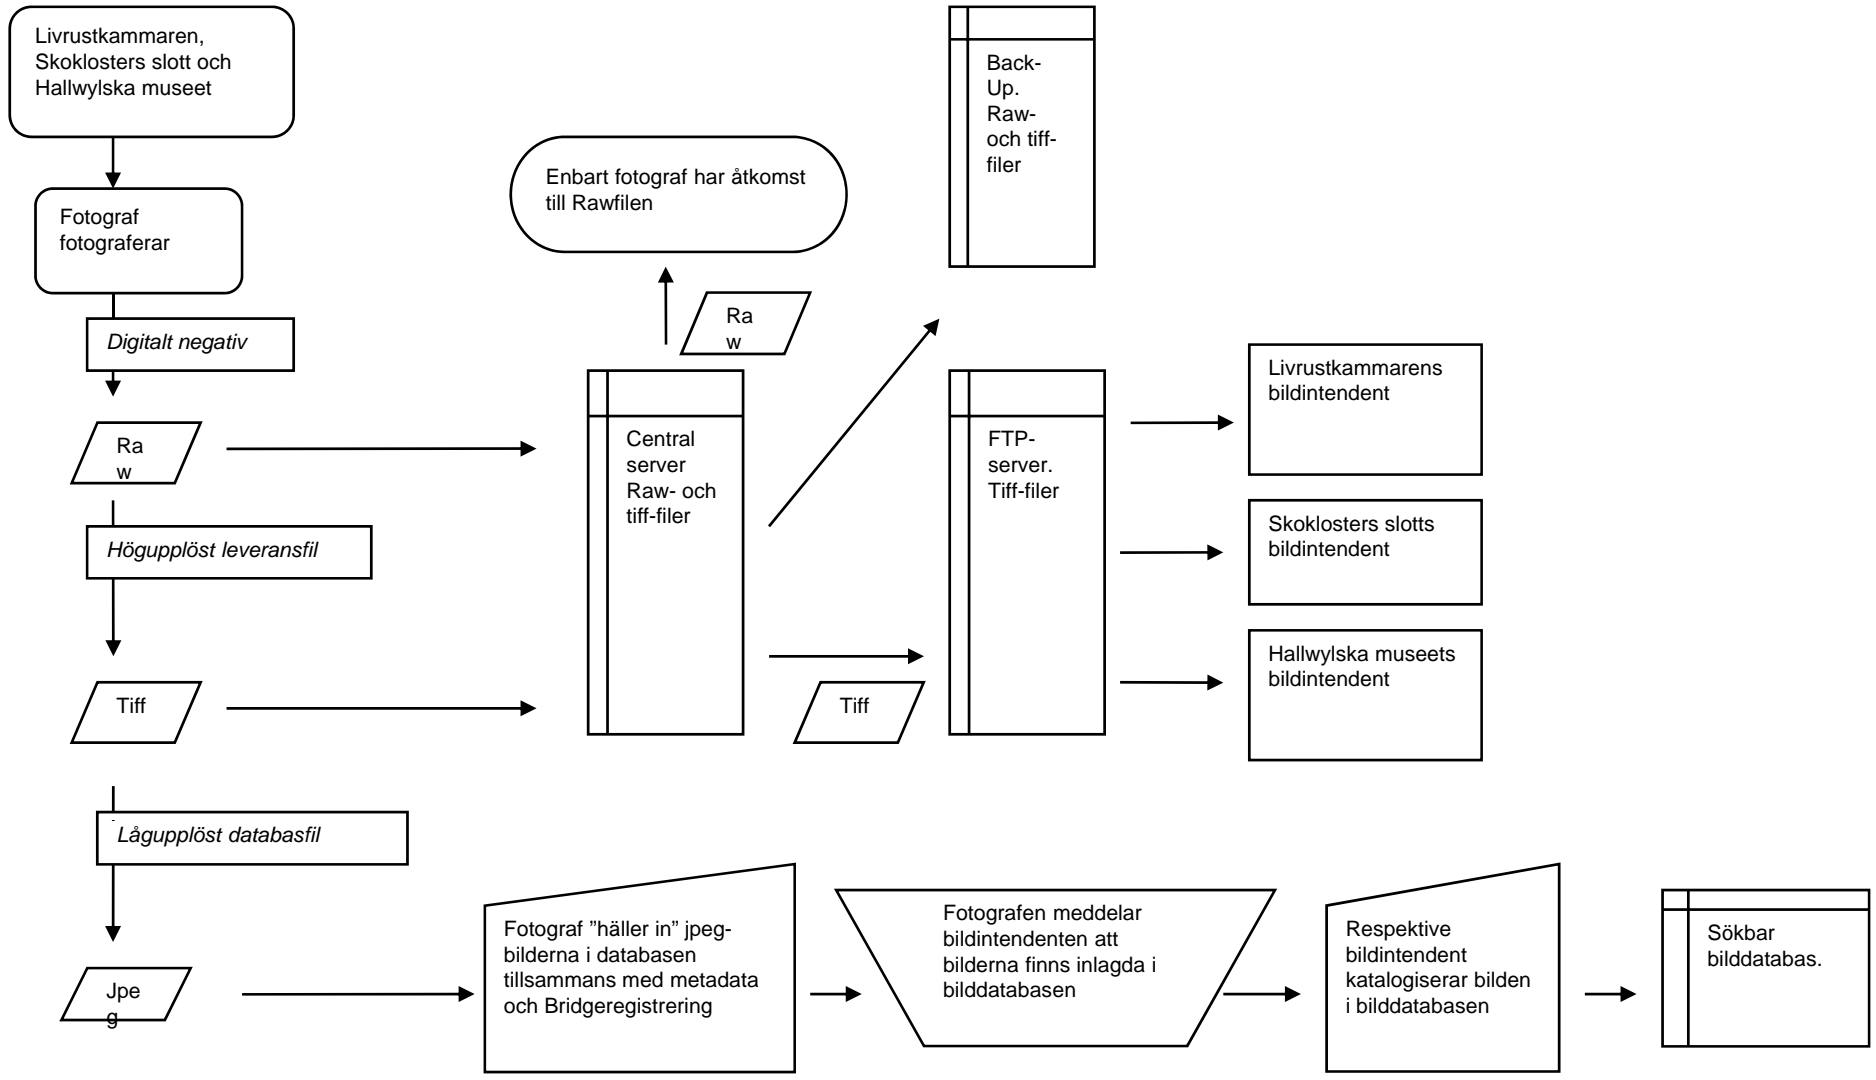 Livrustkammaren,
Skoklosters slott och
Hallwylska museet
Fotograf
fotograferar
Digitalt negativ
Ra
w
Högupplöst leveransfil
Tiff
Lågupplöst databasfil
Jpe
g
Enbart fotograf har åtkomst
till Rawfilen
Ra
w
Central
server
Raw- och
tiff-filer
Back-
Up.
Raw-
och tiff-
filer
Tiff
FTP-
server.
Tiff-filer
Livrustkammarens
bildintendent
Skoklosters slotts
bildintendent
Hallwylska museets
bildintendent
Fotograf ”häller in” jpeg-
bilderna i databasen
tillsammans med metadata
och Bridgeregistrering
Fotografen meddelar
bildintendenten att
bilderna finns inlagda i
bilddatabasen
Respektive
bildintendent
katalogiserar bilden
i bilddatabasen
Sökbar
bilddatabas.